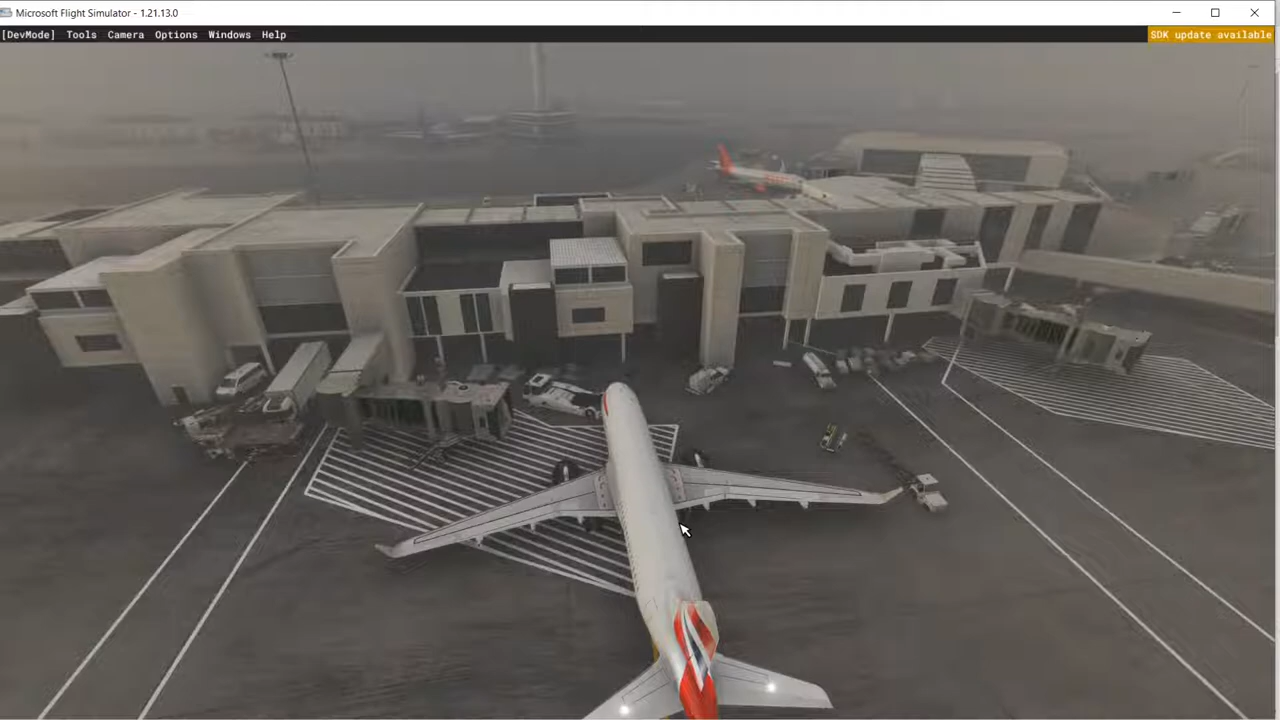 Microsoft Flight Simulator - 1.21.13.0
[DevMode] Tools Camera Options Windows Help
SDK update available